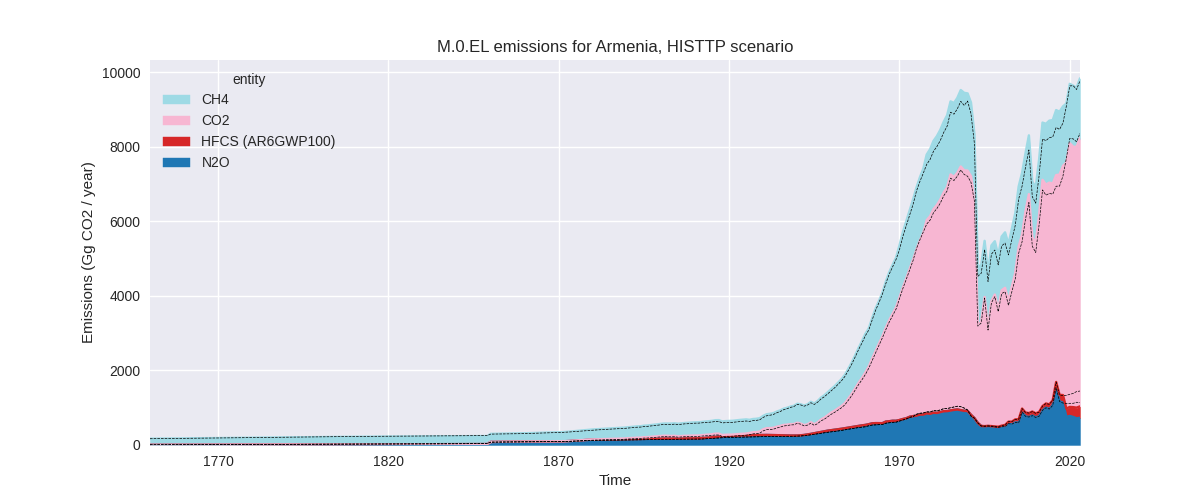 M.0.EL emissions for Armenia, HISTTP scenario
10000
8000
6000
4000
2000
0
Emissions (Gg CO2 / year)
entity
CH4
CO2
HFCS (AR6GWP100)
N2O
1770
1820
1870
1920
1970
2020
Time